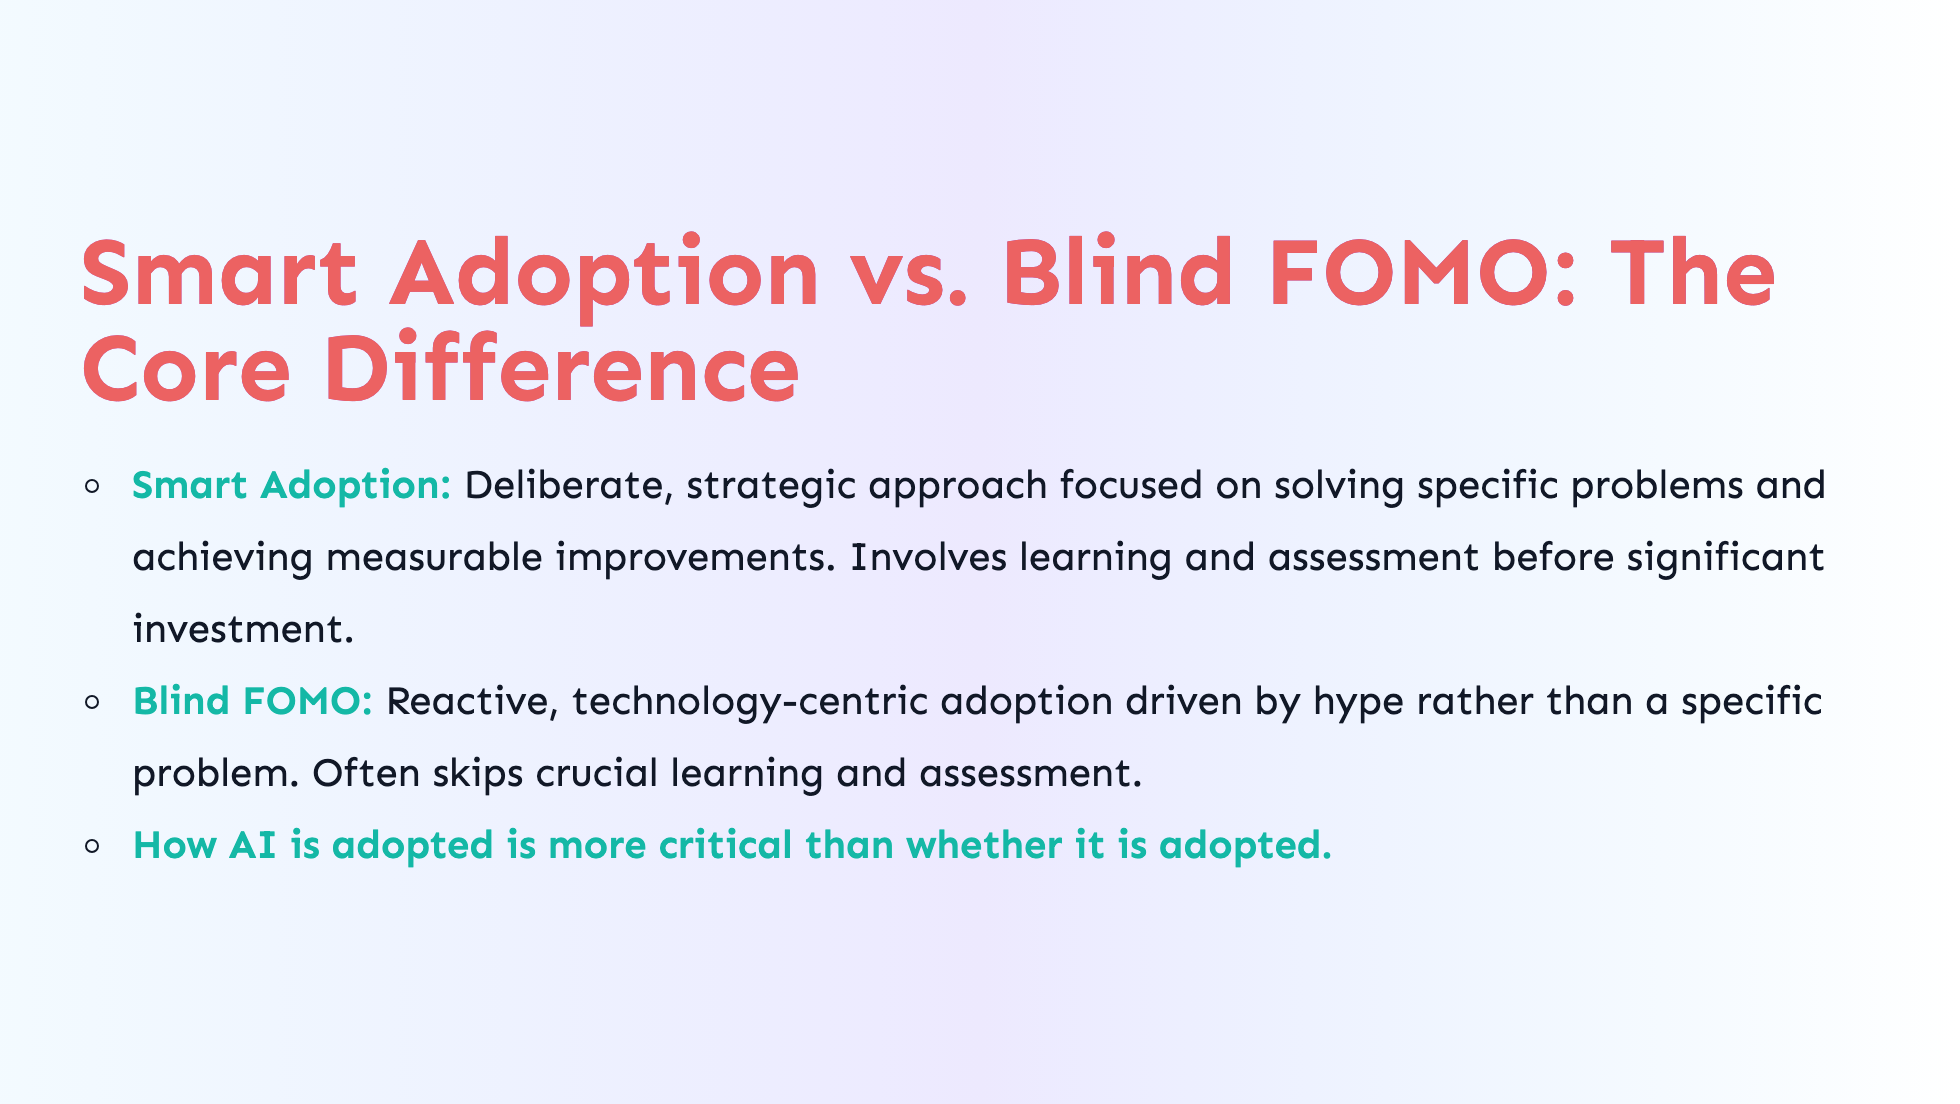 Smart Adoption vs. Blind FOMO: The
Core Difference
Smart Adoption: Deliberate, strategic approach focused on solving specific problems and
achieving measurable improvements. Involves learning and assessment before significant
investment.
Blind FOMO: Reactive, technology-centric adoption driven by hype rather than a specific
problem. Often skips crucial learning and assessment.
How AI is adopted is more critical than whether it is adopted.